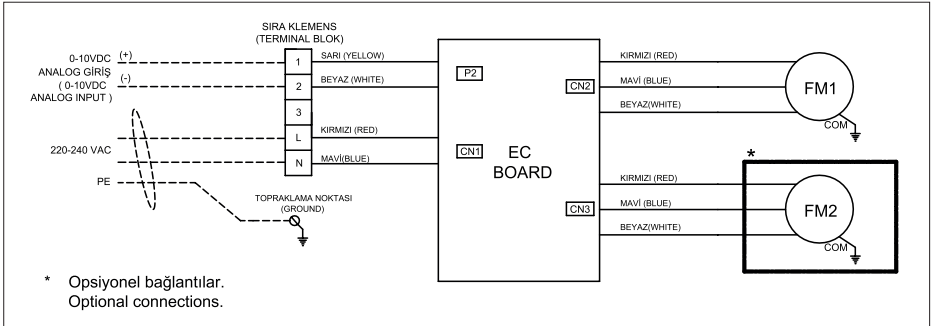 SIRA KLEMENS
(TERMINAL BLOK)
0-10VDC (+)
ANALOG GİRİŞ
( 0-10VDC (-)
ANALOG INPUT )
1 SARI (YELLOW)
2 BEYAZ (WHITE)
3
L KIRMIZI (RED)
N MAVİ(BLUE)
220-240 VAC
PE
TOPRAKLAMA NOKTASI
(GROUND)
P2
CN1
EC
BOARD
CN2
CN3
KIRMIZI (RED)
MAVİ (BLUE)
BEYAZ(WHITE)
FM1
COM
*
KIRMIZI (RED)
MAVİ (BLUE)
BEYAZ(WHITE)
FM2
COM
* Opsiyonel bağlantılar.
Optional connections.